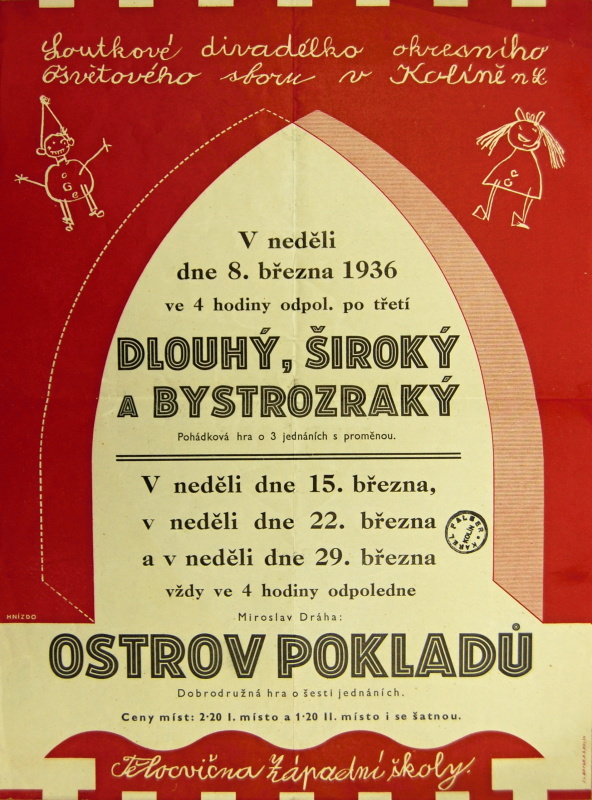 Loutkové divadélko okresního
Osvětového sboru v Kolíně n L
V neděli
dne 8. března 1936
ve 4 hodiny odpol. po třetí
DLOUHÝ, ŠIROKÝ
A BYSTROZRAKÝ
Pohádková hra o 3 jednáních s proměnou.
V neděli dne 15. března,
v neděli dne 22. března
a v neděli dne 29. března
vždy ve 4 hodiny odpoledne
KAREL PALMER
KOLÍN
HNÍZDO
Miroslav Dráha:
OSTROV POKLADŮ
Dobrodružná hra o šesti jednáních.
Ceny míst: 2·20 I. místo a 1·20 II. místo i se šatnou.
Tělocvična Západní školy.